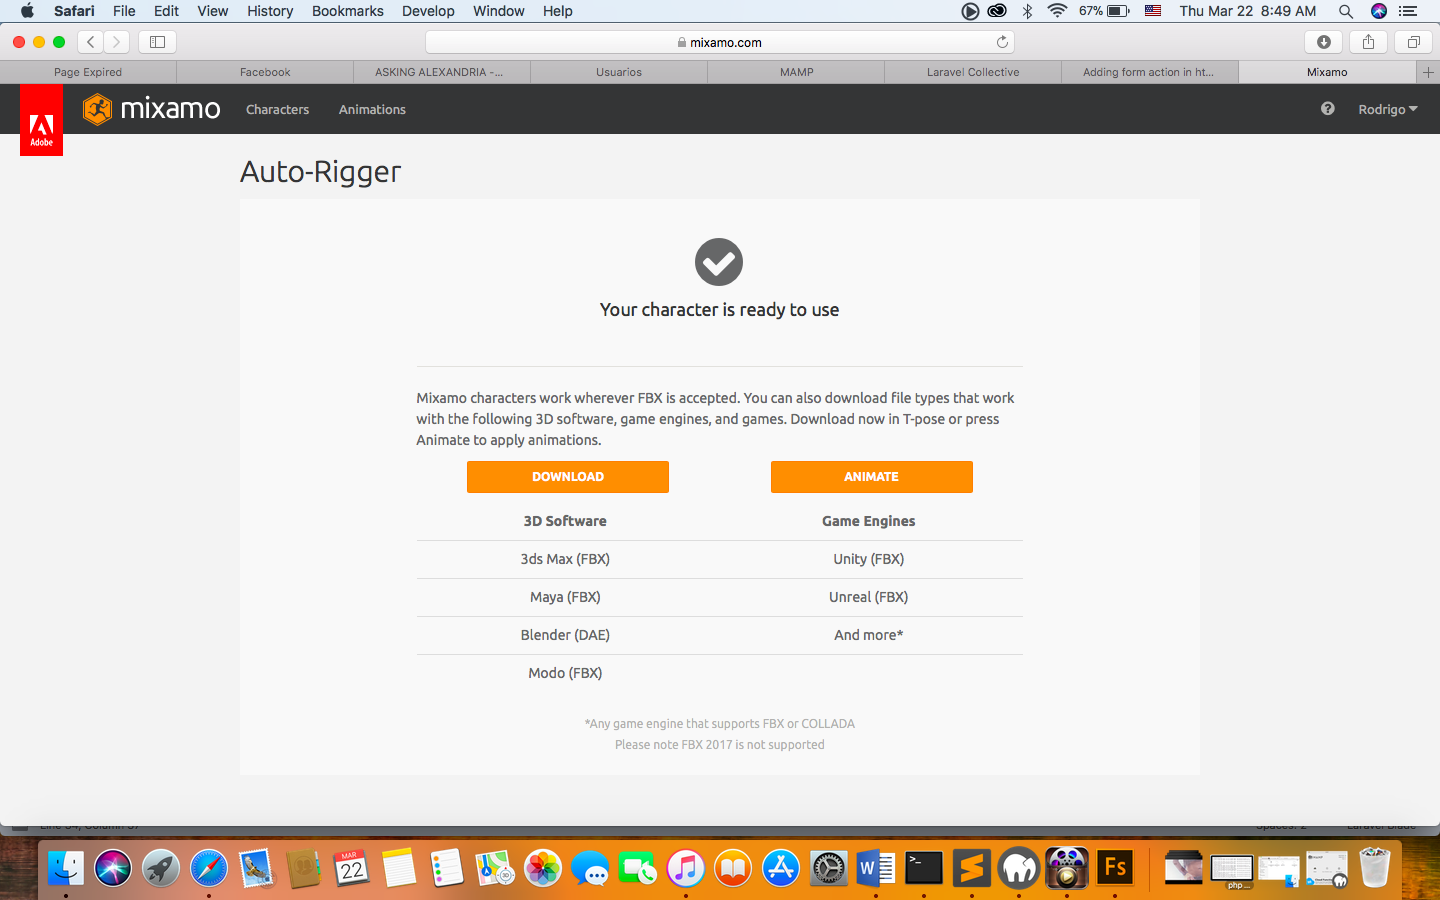 Safari File Edit View History Bookmarks Develop Window Help 67% Thu Mar 22 8:49 AM
mixamo.com
Page Expired Facebook ASKING ALEXANDRIA -... Usuarios MAMP Laravel Collective Adding form action in ht... Mixamo
Adobe
mixamo Characters Animations Rodrigo
Auto-Rigger
Your character is ready to use
Mixamo characters work wherever FBX is accepted. You can also download file types that work
with the following 3D software, game engines, and games. Download now in T-pose or press
Animate to apply animations.
DOWNLOAD ANIMATE
3D Software Game Engines
3ds Max (FBX) Unity (FBX)
Maya (FBX) Unreal (FBX)
Blender (DAE) And more*
Modo (FBX)
*Any game engine that supports FBX or COLLADA
Please note FBX 2017 is not supported
MAR
22
3D
W
>_
Fs
php ...